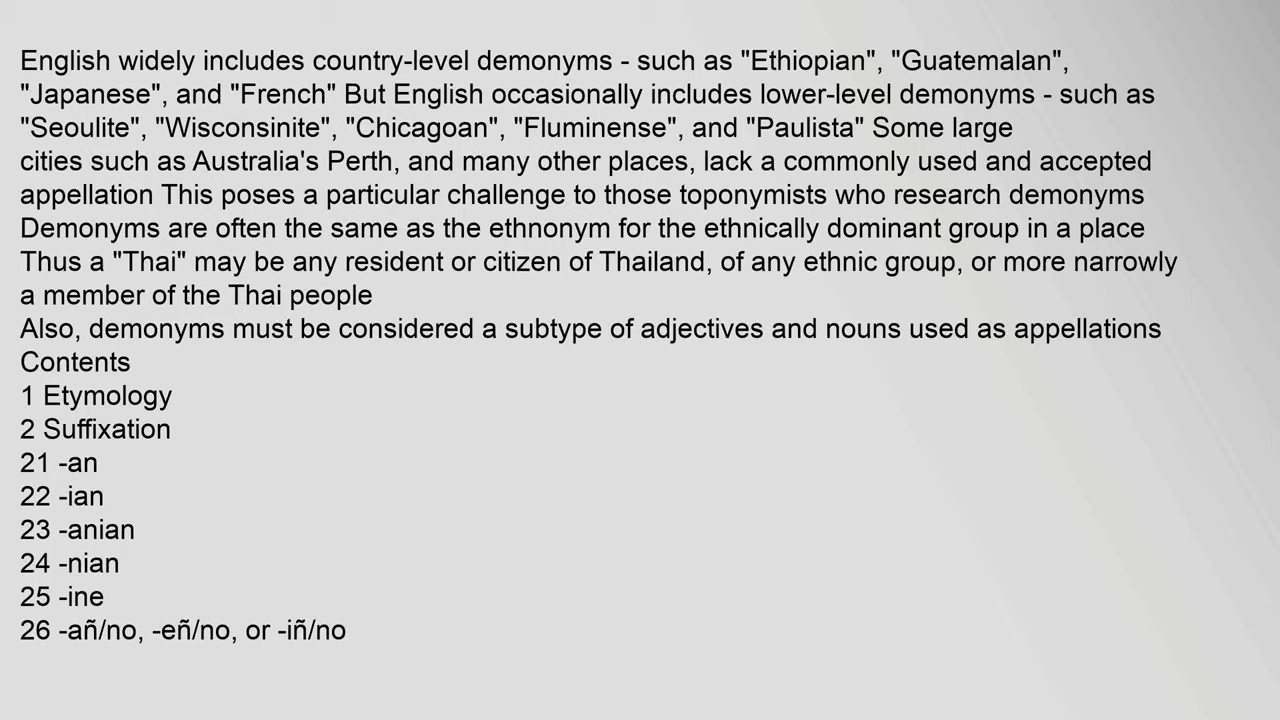 English widely includes country-level demonyms - such as "Ethiopian", "Guatemalan",
"Japanese", and "French" But English occasionally includes lower-level demonyms - such as
"Seoulite", "Wisconsinite", "Chicagoan", "Fluminense", and "Paulista" Some large
cities such as Australia's Perth, and many other places, lack a commonly used and accepted
appellation This poses a particular challenge to those toponymists who research demonyms
Demonyms are often the same as the ethnonym for the ethnically dominant group in a place
Thus a "Thai" may be any resident or citizen of Thailand, of any ethnic group, or more narrowly
a member of the Thai people
Also, demonyms must be considered a subtype of adjectives and nouns used as appellations
Contents
1 Etymology
2 Suffixation
21 -an
22 -ian
23 -anian
24 -nian
25 -ine
26 -añ/no, -eñ/no, or -iñ/no